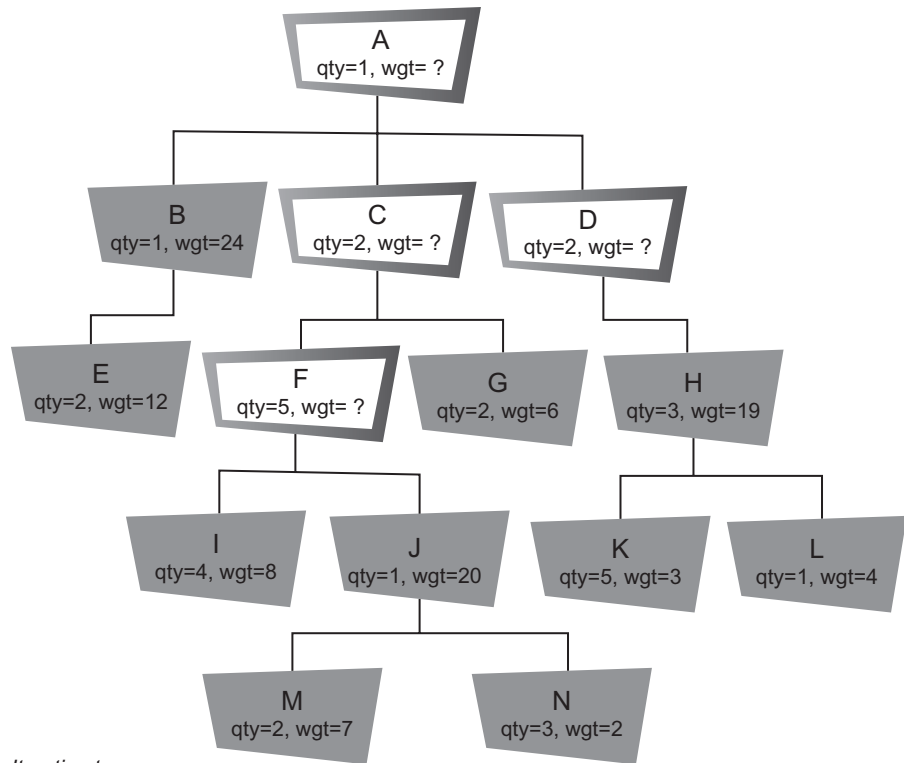 A
qty=1, wgt= ?
B
qty=1, wgt=24
C
qty=2, wgt= ?
D
qty=2, wgt= ?
E
qty=2, wgt=12
F
qty=5, wgt= ?
G
qty=2, wgt=6
H
qty=3, wgt=19
I
qty=4, wgt=8
J
qty=1, wgt=20
K
qty=5, wgt=3
L
qty=1, wgt=4
M
qty=2, wgt=7
N
qty=3, wgt=2